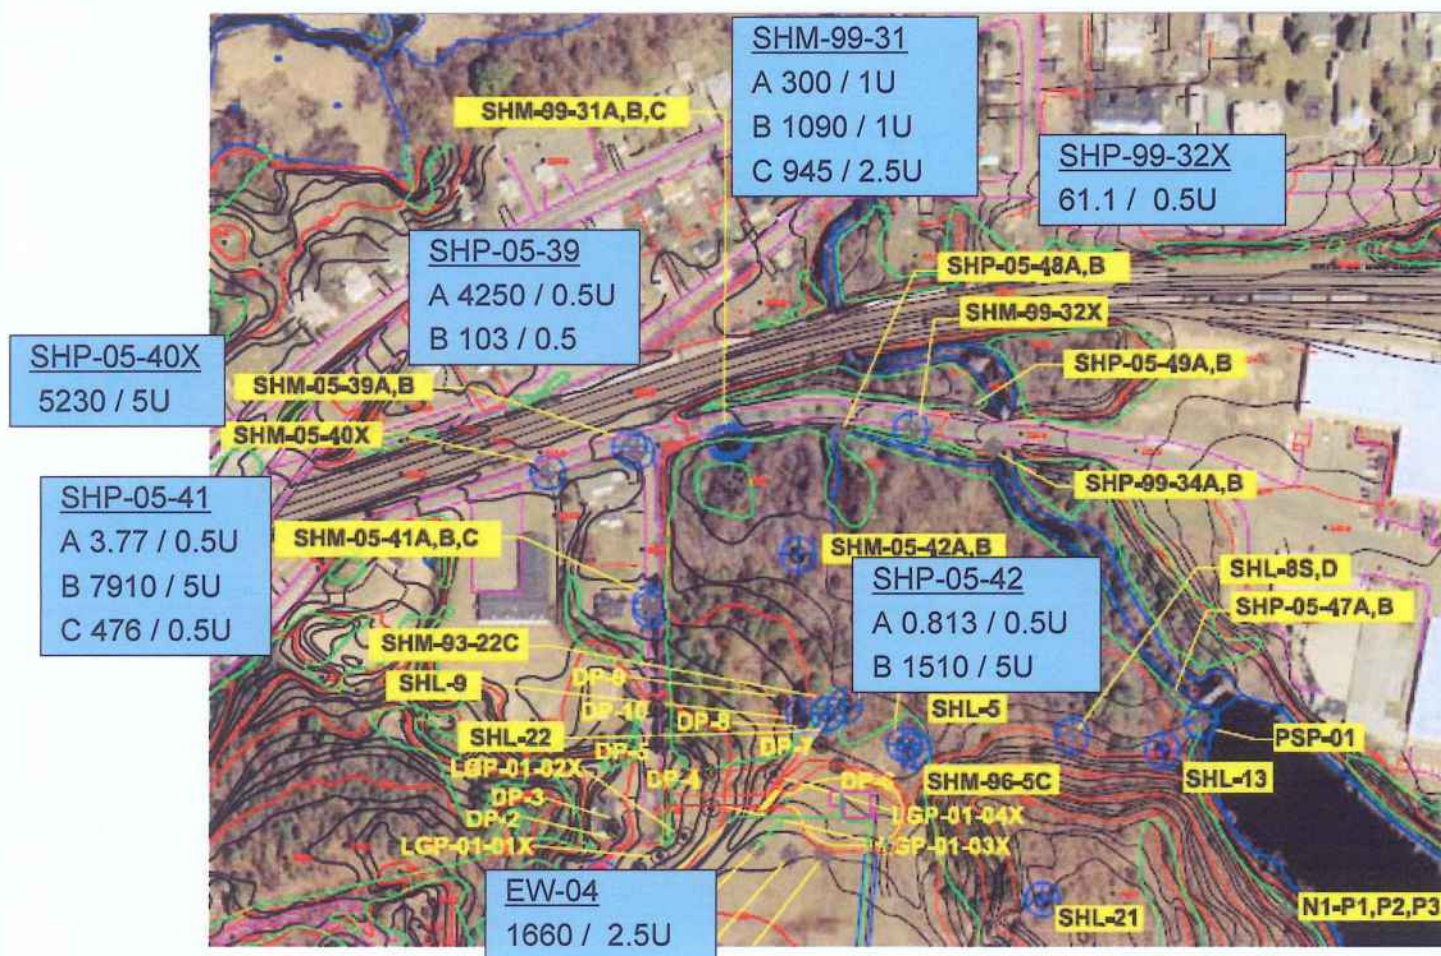 SHM-99-31
A 300 / 1U
B 1090 / 1U
C 945 / 2.5U
SHM-99-31A,B,C
SHP-99-32X
61.1 / 0.5U
SHP-05-39
A 4250 / 0.5U
B 103 / 0.5
SHP-05-48A,B
SHM-99-32X
SHP-05-40X
5230 / 5U
SHM-05-39A,B
SHP-05-49A,B
SHM-05-40X
SHP-05-41
A 3.77 / 0.5U
B 7910 / 5U
C 476 / 0.5U
SHP-99-34A,B
SHM-05-41A,B,C
SHM-05-42A,B
SHP-05-42
A 0.813 / 0.5U
B 1510 / 5U
SHL-8S,D
SHP-05-47A,B
SHM-93-22C
DP-9
SHL-9
DP-10
DP-8
SHL-5
SHL-22
DP-5
DP-7
PSP-01
LGP-01-02X
DP-4
DP-6
SHM-96-5C
SHL-13
DP-3
LGP-01-04X
DP-2
LGP-01-01X
GP-01-03X
EW-04
1660 / 2.5U
SHL-21
N1-P1,P2,P3